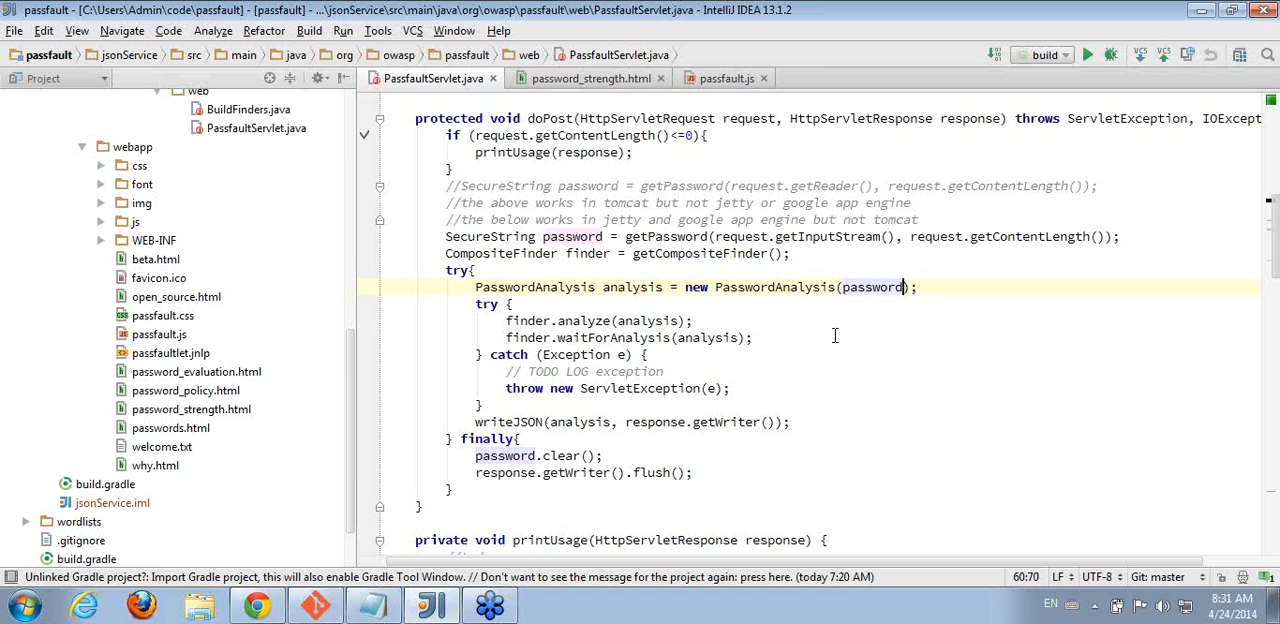 passfault - [C:\Users\Admin\code\passfault] - [passfault] - ...\jsonService\src\main\java\org\owasp\passfault\web\PassfaultServlet.java - IntelliJ IDEA 13.1.2
File Edit View Navigate Code Analyze Refactor Build Run Tools VCS Window Help
passfault jsonService src main java org owasp passfault web PassfaultServlet.java build VCS VCS
Project PassfaultServlet.java password_strength.html passfault.js
web
BuildFinders.java
PassfaultServlet.java
webapp
css
font
img
js
WEB-INF
beta.html
favicon.ico
open_source.html
passfault.css
passfault.js
passfaultlet.jnlp
password_evaluation.html
password_policy.html
password_strength.html
passwords.html
welcome.txt
why.html
build.gradle
jsonService.iml
wordlists
.gitignore
build.gradle
protected void doPost(HttpServletRequest request, HttpServletResponse response) throws ServletException, IOExcept
if (request.getContentLength()<=0){
printUsage(response);
}
//SecureString password = getPassword(request.getReader(), request.getContentLength());
//the above works in tomcat but not jetty or google app engine
//the below works in jetty and google app engine but not tomcat
SecureString password = getPassword(request.getInputStream(), request.getContentLength());
CompositeFinder finder = getCompositeFinder();
try{
PasswordAnalysis analysis = new PasswordAnalysis(password);
try {
finder.analyze(analysis);
finder.waitForAnalysis(analysis);
} catch (Exception e) {
// TODO LOG exception
throw new ServletException(e);
}
writeJSON(analysis, response.getWriter());
} finally{
password.clear();
response.getWriter().flush();
}
}
private void printUsage(HttpServletResponse response) {
Unlinked Gradle project?: Import Gradle project, this will also enable Gradle Tool Window. // Don't want to see the message for the project again: press here. (today 7:20 AM) 60:70 LF UTF-8 Git: master
EN 8:31 AM
4/24/2014